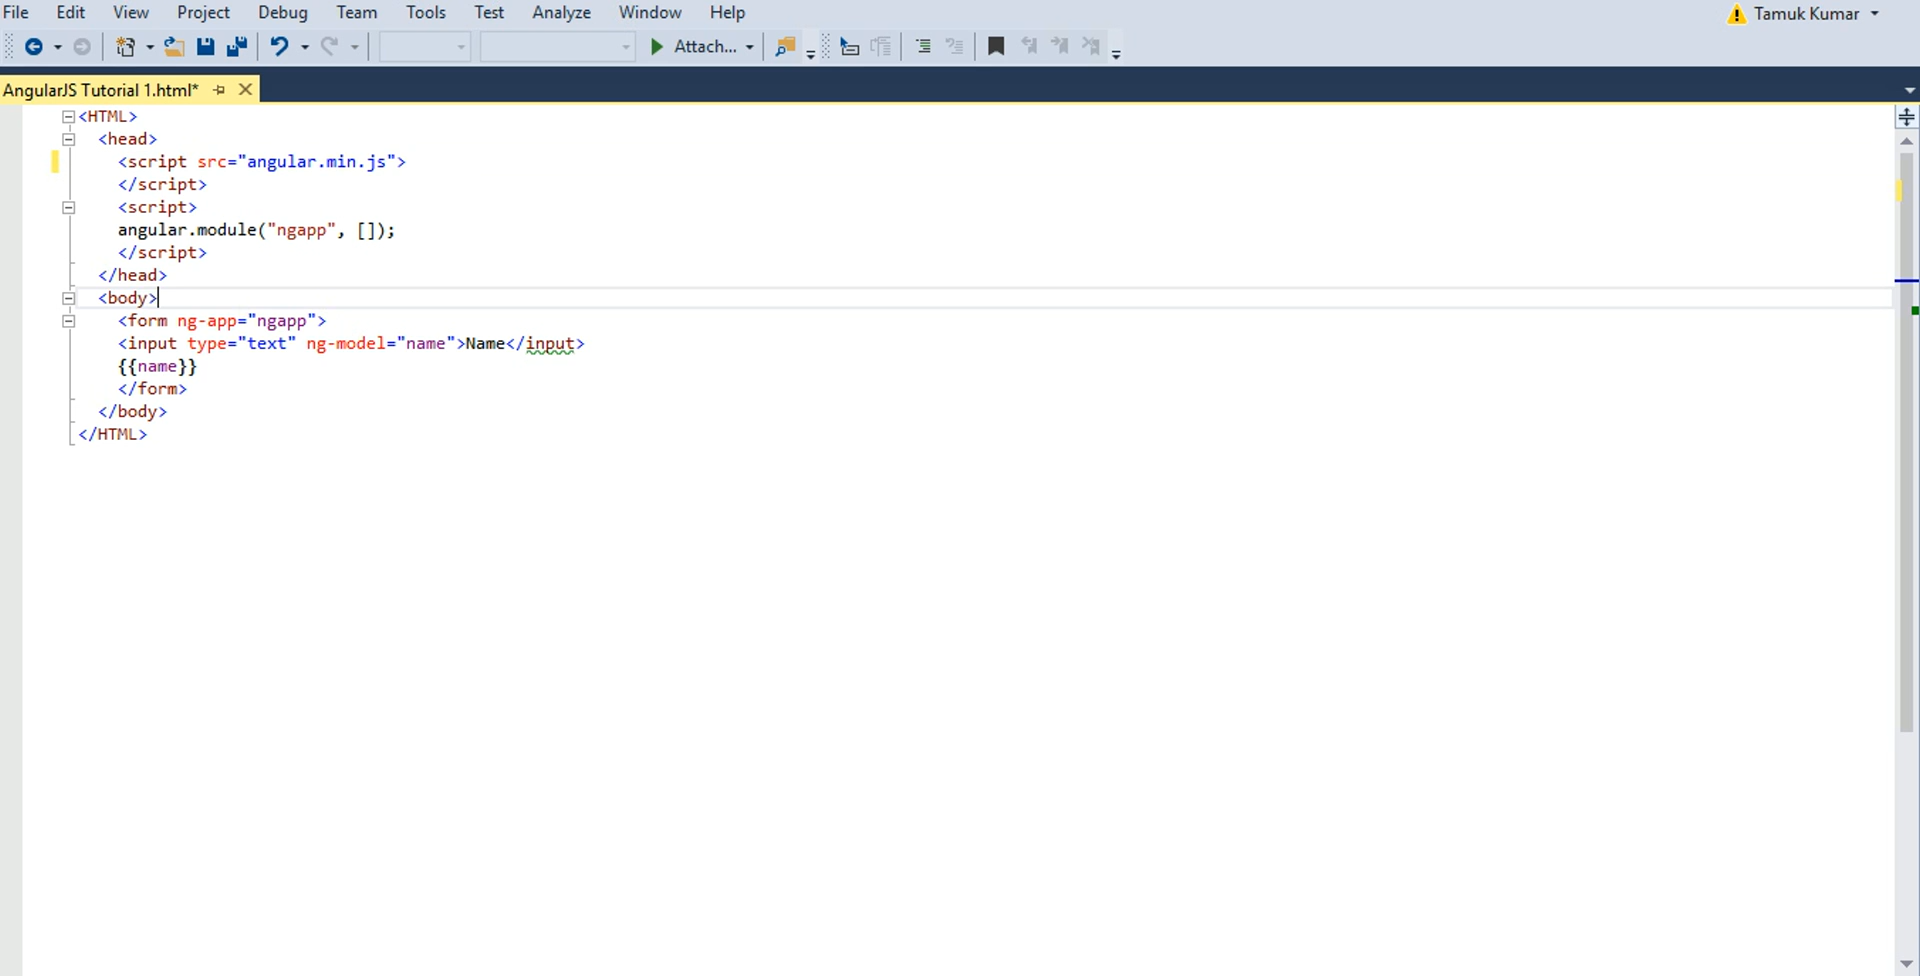 File Edit View Project Debug Team Tools Test Analyze Window Help
Tamuk Kumar
Attach...
AngularJS Tutorial 1.html*
<HTML>
<head>
<script src="angular.min.js">
</script>
<script>
angular.module("ngapp", []);
</script>
</head>
<body>
<form ng-app="ngapp">
<input type="text" ng-model="name">Name</input>
{{name}}
</form>
</body>
</HTML>